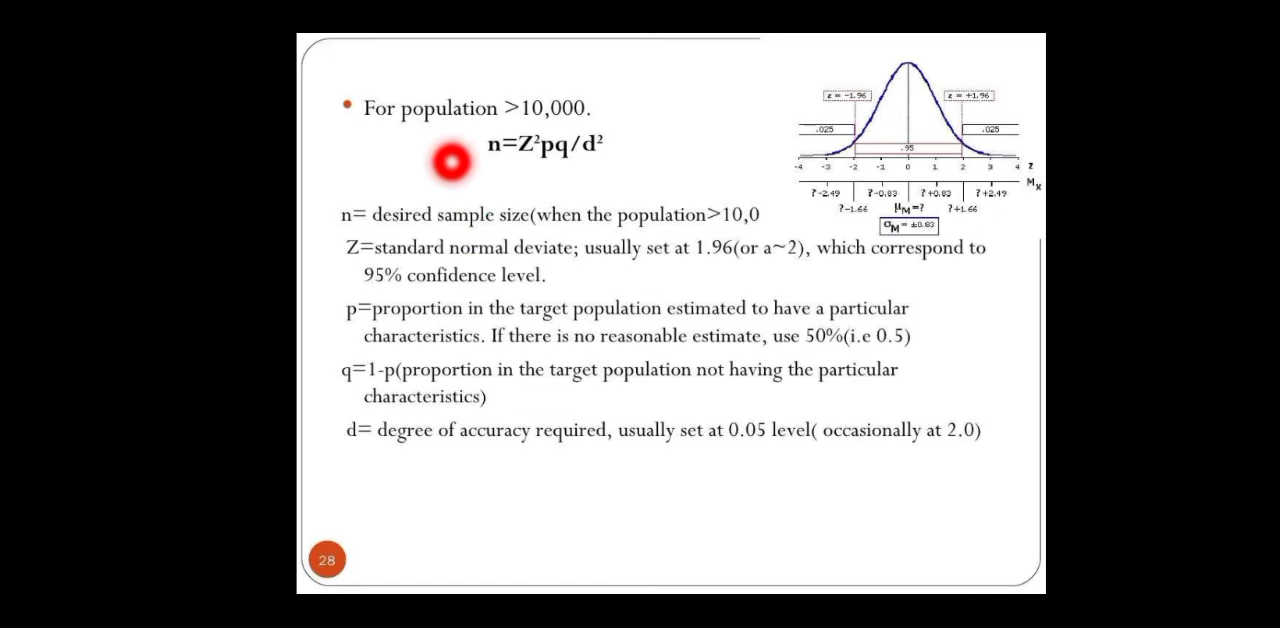 • For population >10,000.
n=Z²pq/d²
n= desired sample size(when the population>10,0
Z=standard normal deviate; usually set at 1.96(or a~2), which correspond to
95% confidence level.
p=proportion in the target population estimated to have a particular
characteristics. If there is no reasonable estimate, use 50%(i.e 0.5)
q=1-p(proportion in the target population not having the particular
characteristics)
d= degree of accuracy required, usually set at 0.05 level( occasionally at 2.0)
28
z = -1.96 z = +1.96
.025 .025
.95
-4 -3 -2 -1 0 1 2 3 4 z
Mx
?-2.49 ?-0.83 ?+0.83 ?+2.49
?-1.66 μM=? ?+1.66
σM= ±0.83